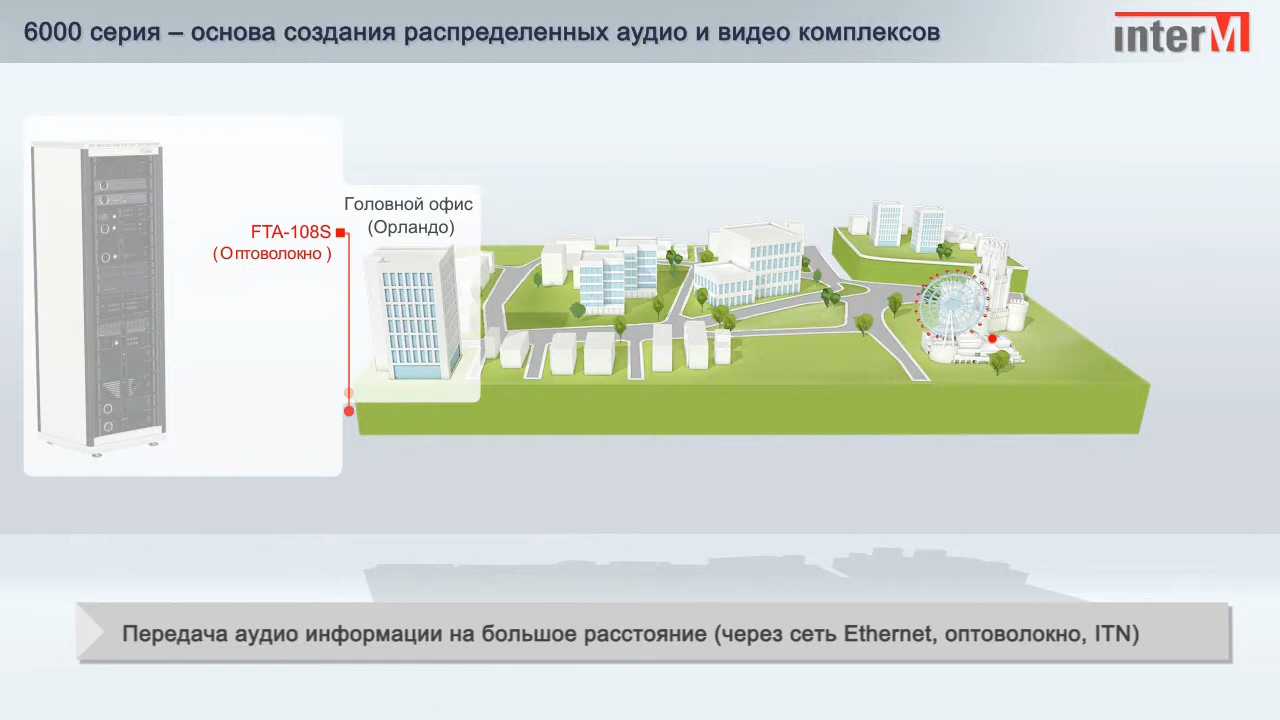 6000 серия – основа создания распределенных аудио и видео комплексов
interM
Головной офис
(Орландо)
FTA-108S
(Оптоволокно )
Передача аудио информации на большое расстояние (через сеть Ethernet, оптоволокно, ITN)